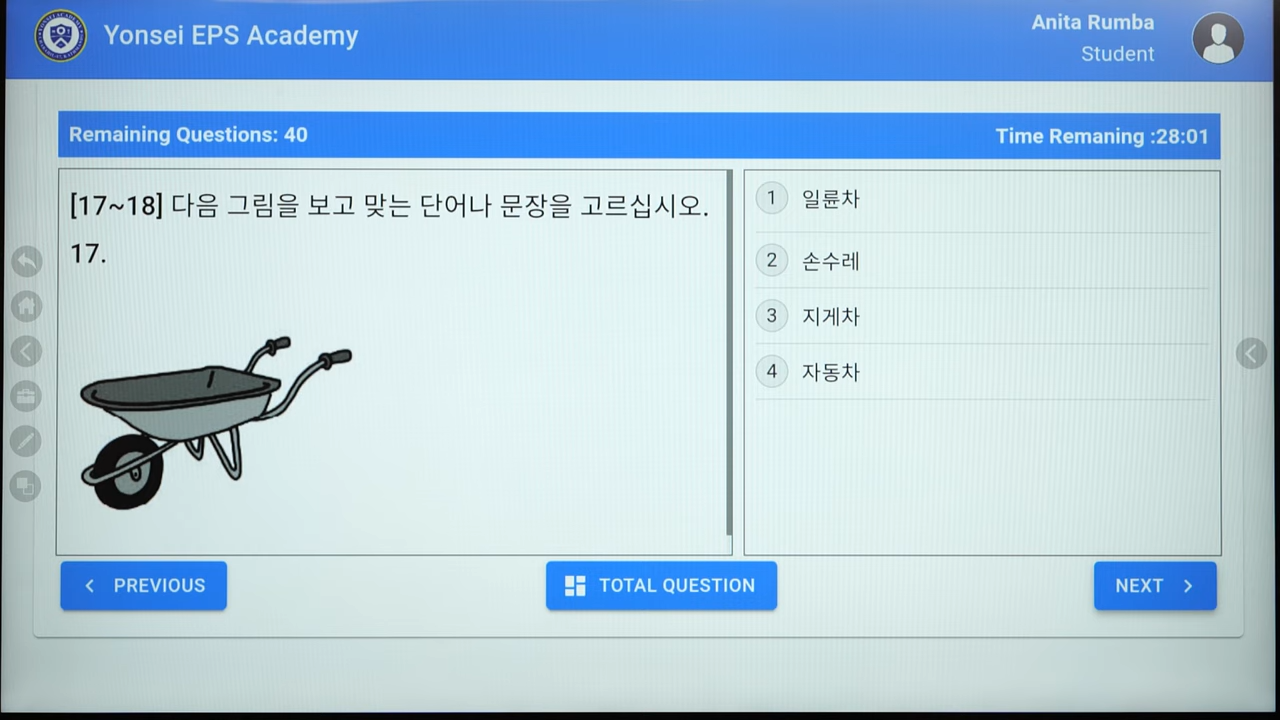 Yonsei EPS Academy
Anita Rumba
Student
Remaining Questions: 40
Time Remaning :28:01
[17~18] 다음 그림을 보고 맞는 단어나 문장을 고르십시오.
17.
1 일륜차
2 손수레
3 지게차
4 자동차
PREVIOUS
TOTAL QUESTION
NEXT